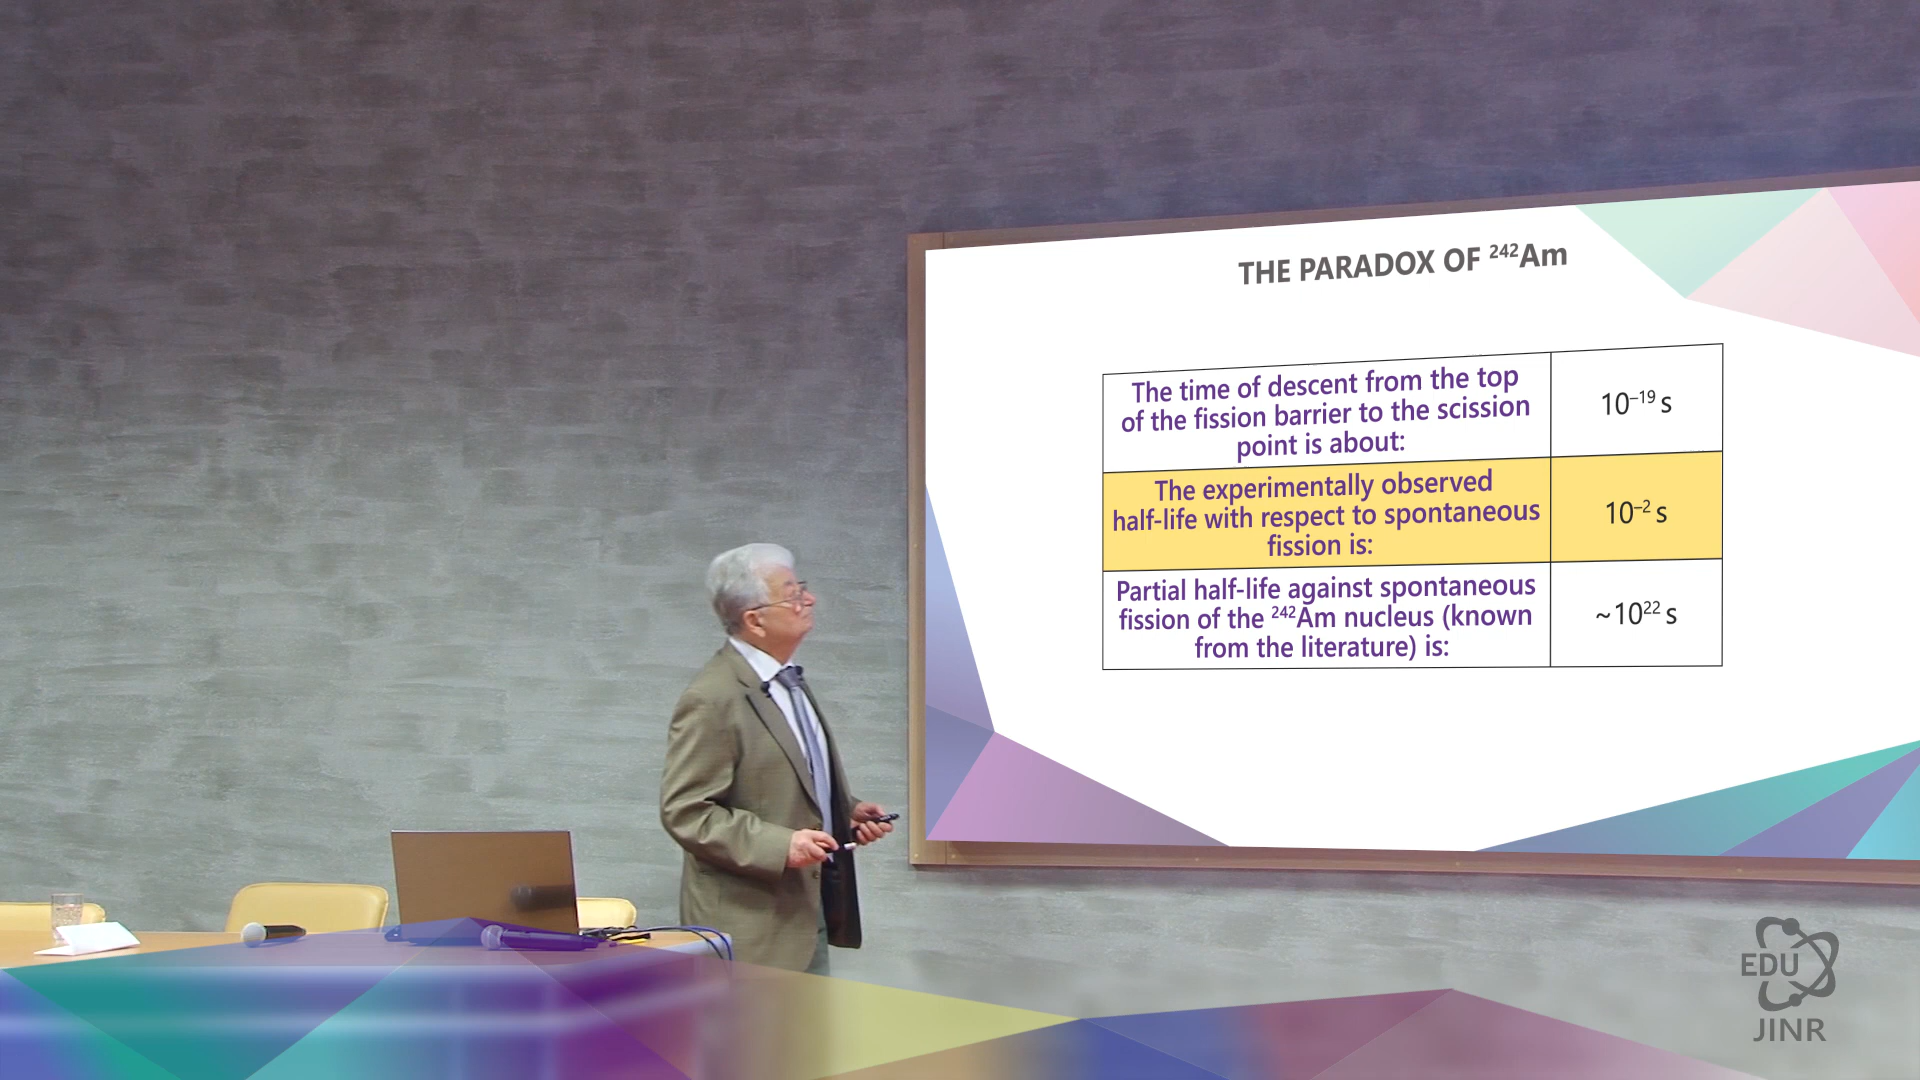 THE PARADOX OF ²⁴²Am
The time of descent from the top
of the fission barrier to the scission
point is about:
10⁻¹⁹ s
The experimentally observed
half-life with respect to spontaneous
fission is:
10⁻² s
Partial half-life against spontaneous
fission of the ²⁴²Am nucleus (known
from the literature) is:
~10²² s
EDU
JINR